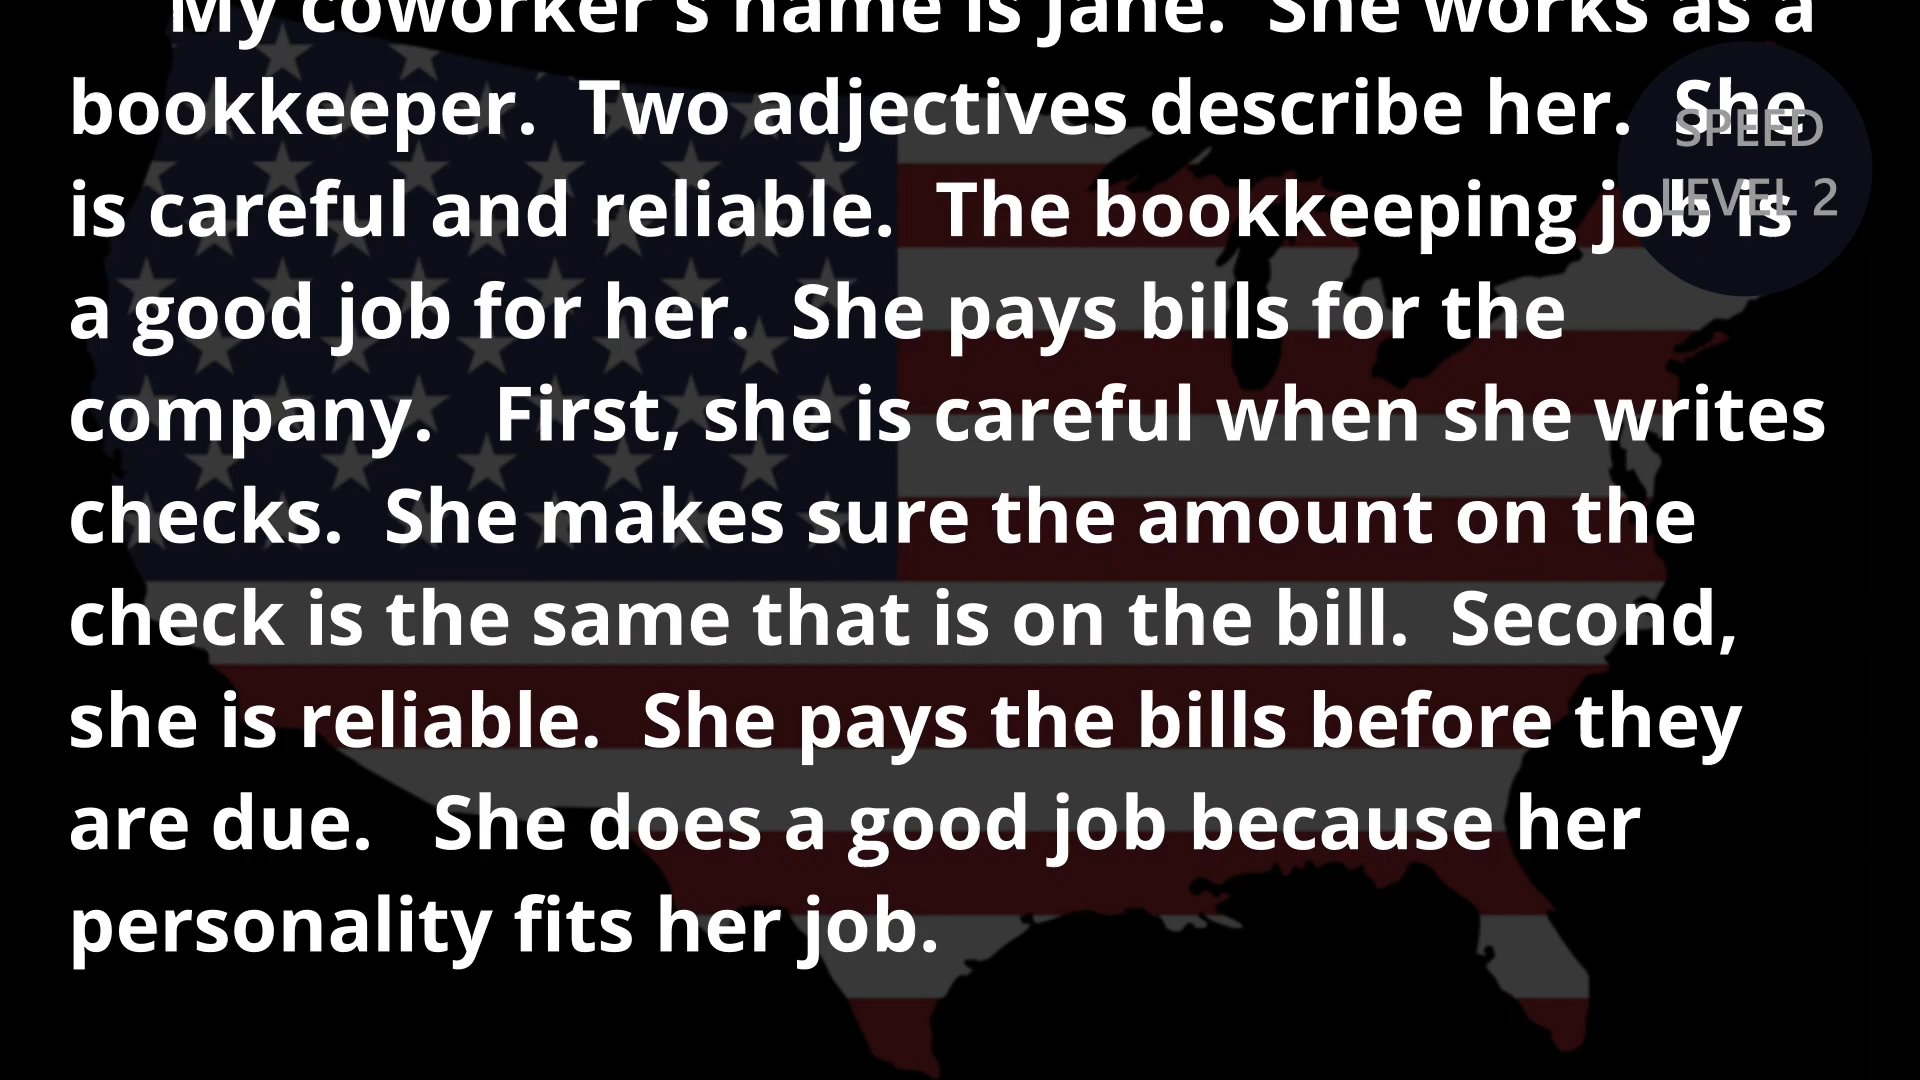 My coworker's name is Jane. She works as a
bookkeeper. Two adjectives describe her. She
is careful and reliable. The bookkeeping job is
a good job for her. She pays bills for the
company. First, she is careful when she writes
checks. She makes sure the amount on the
check is the same that is on the bill. Second,
she is reliable. She pays the bills before they
are due. She does a good job because her
personality fits her job.
SPEED
LEVEL 2